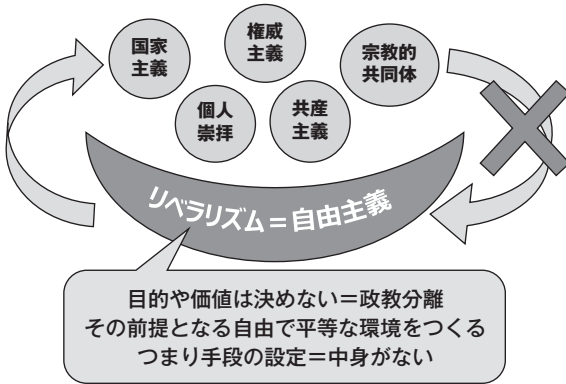 国家
主義
権威
主義
宗教的
共同体
個人
崇拝
共産
主義
リベラリズム＝自由主義
目的や価値は決めない＝政教分離
その前提となる自由で平等な環境をつくる
つまり手段の設定＝中身がない